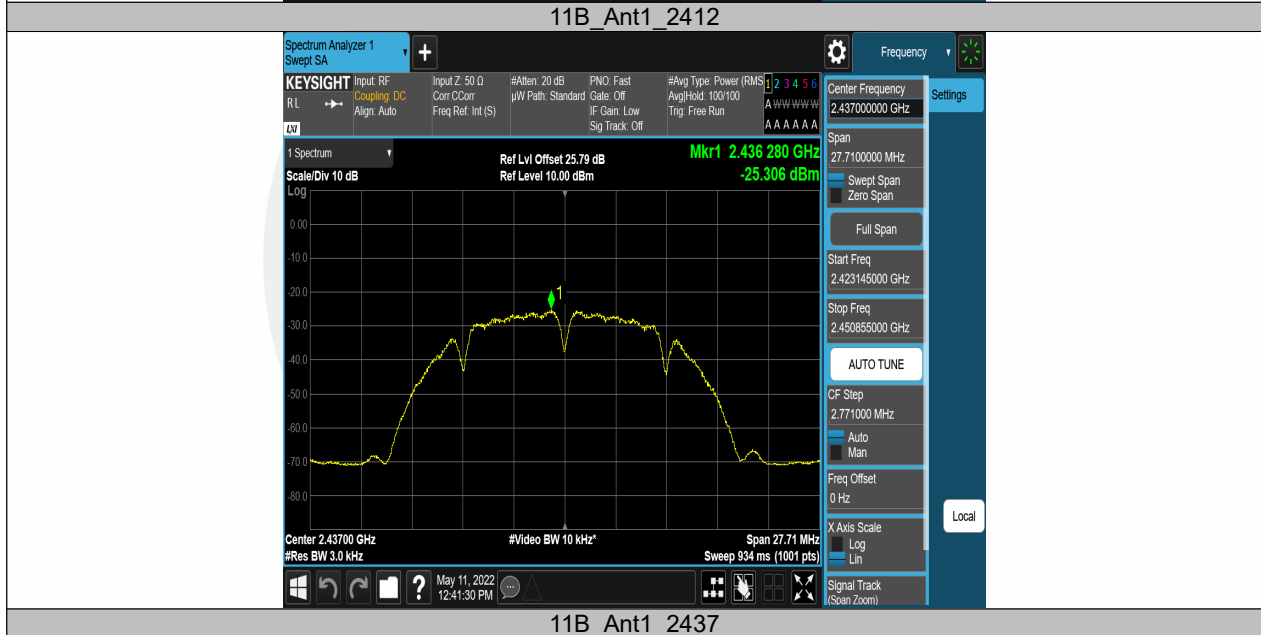 11B_Ant1_2412
Spectrum Analyzer 1
Swept SA
+
Frequency
KEYSIGHT
RL
LXI
Input: RF
Coupling: DC
Align: Auto
Input Z: 50 Ω
Corr CCorr
Freq Ref: Int (S)
#Atten: 20 dB
µW Path: Standard
PNO: Fast
Gate: Off
IF Gain: Low
Sig Track: Off
#Avg Type: Power (RMS
Avg|Hold: 100/100
Trig: Free Run
1 2 3 4 5 6
A W W W W W
A A A A A A
1 Spectrum
Scale/Div 10 dB
Log
Ref Lvl Offset 25.79 dB
Ref Level 10.00 dBm
Mkr1 2.436 280 GHz
-25.306 dBm
0.00
-10.0
-20.0
-30.0
-40.0
-50.0
-60.0
-70.0
-80.0
1
Center 2.43700 GHz
#Res BW 3.0 kHz
#Video BW 10 kHz*
Span 27.71 MHz
Sweep 934 ms (1001 pts)
Center Frequency
2.437000000 GHz
Settings
Span
27.7100000 MHz
Swept Span
Zero Span
Full Span
Start Freq
2.423145000 GHz
Stop Freq
2.450855000 GHz
AUTO TUNE
CF Step
2.771000 MHz
Auto
Man
Freq Offset
0 Hz
X Axis Scale
Log
Lin
Local
Signal Track
(Span Zoom)
?
May 11, 2022
12:41:30 PM
11B_Ant1_2437